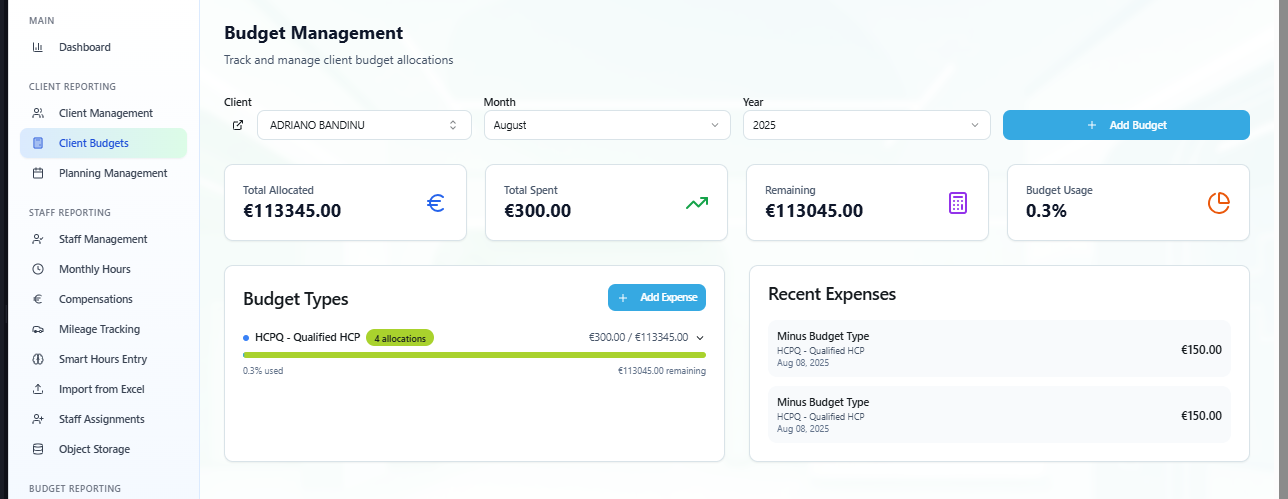 MAIN
Dashboard
CLIENT REPORTING
Client Management
Client Budgets
Planning Management
STAFF REPORTING
Staff Management
Monthly Hours
Compensations
Mileage Tracking
Smart Hours Entry
Import from Excel
Staff Assignments
Object Storage
BUDGET REPORTING
Budget Management
Track and manage client budget allocations
Client
ADRIANO BANDINU
Month
August
Year
2025
Add Budget
Total Allocated
€113345.00
Total Spent
€300.00
Remaining
€113045.00
Budget Usage
0.3%
Budget Types
Add Expense
HCPQ - Qualified HCP 4 allocations €300.00 / €113345.00
0.3% used €113045.00 remaining
Recent Expenses
Minus Budget Type
HCPQ - Qualified HCP
Aug 08, 2025
€150.00
Minus Budget Type
HCPQ - Qualified HCP
Aug 08, 2025
€150.00